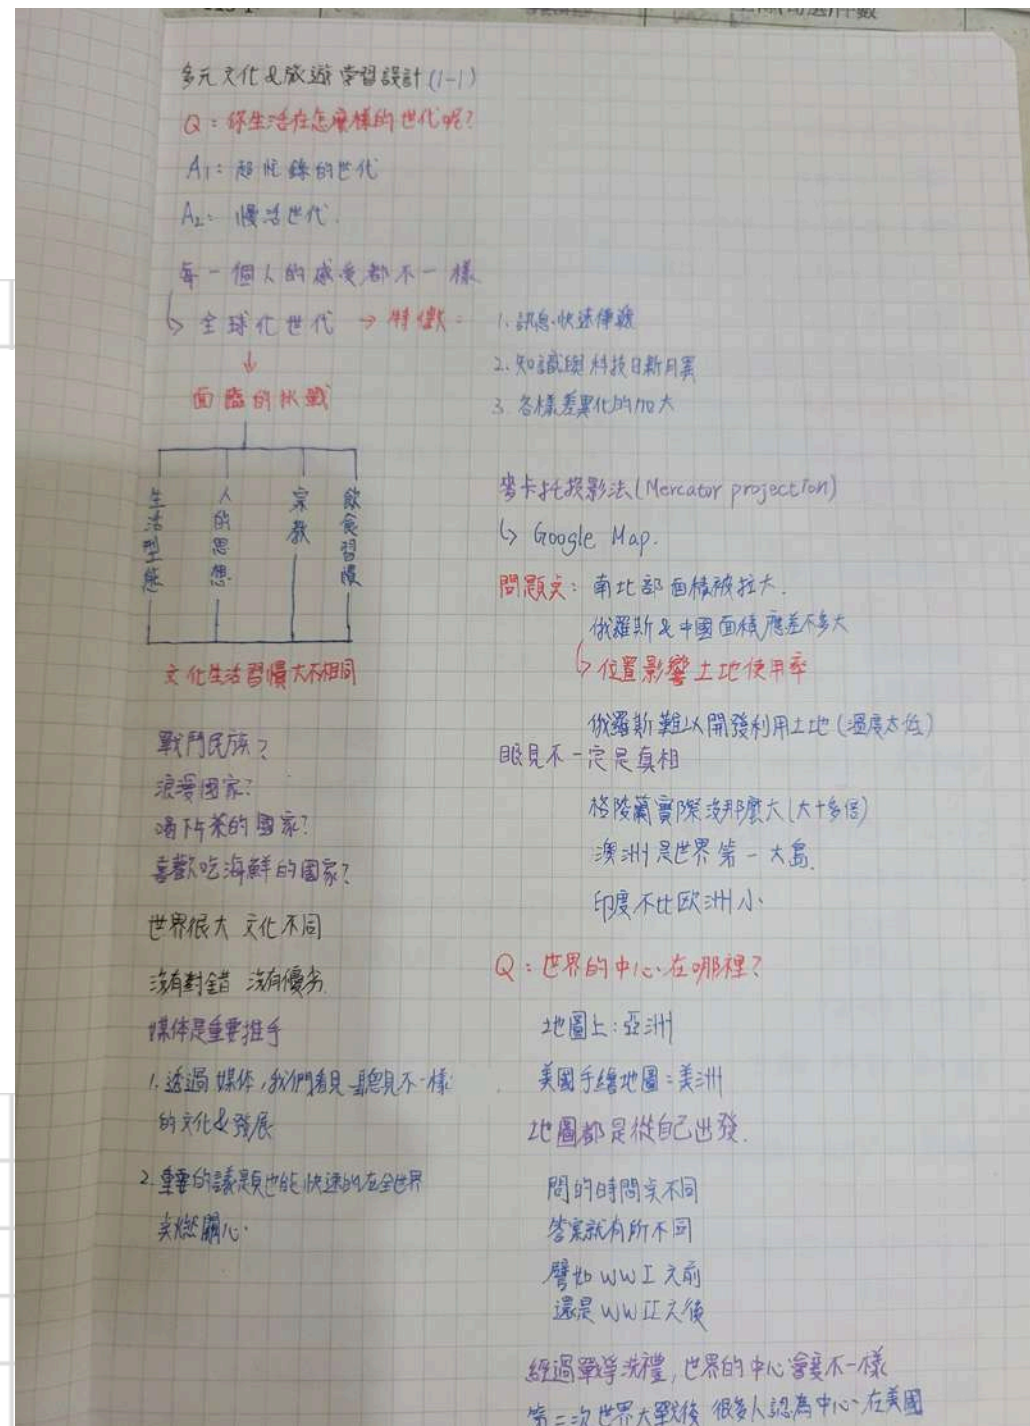 多元文化&旅遊學習設計(1-1)
Q：你生活在怎麼樣的世代呢？
A1：超忙錄的世代
A2：慢活世代.
每一個人的感受都不一樣
↳ 全球化世代 → 特徵：
↓
面臨的挑戰
生活型態
人的思想
宗教
飲食習慣
文化生活習慣大不相同
戰鬥民族？
浪漫國家？
喝下午茶的國家？
喜歡吃海鮮的國家？
世界很大 文化不同
沒有對錯 沒有優劣.
媒体是重要推手
1. 透過媒体,我們看見、聽見不一樣
的文化&發展
2. 重要的議題也能快速的在全世界
1. 訊息快速傳遞
2. 知識與科技日新月異
3. 各樣差異化的加大
麥卡托投影法(Mercator projection)
↳ Google Map.
問題点：南北部面積被拉大.
俄羅斯&中國面積應差不多大
↳ 位置影響土地使用率
俄羅斯難以開發利用土地(溫度太低)
眼見不一定是真相
格陵蘭實際沒那麼大(大十多倍)
澳洲是世界第一大島.
印度不比歐洲小.
Q：世界的中心在哪裡？
地圖上：亞洲
美國手繪地圖：美洲
地圖都是從自己出發.
問的時間点不同
答案就有所不同
譬如WWI之前
還是WWII之後
經過戰爭洗禮,世界的中心會變不一樣
第二次世界大戰後 很多人認為中心在美國